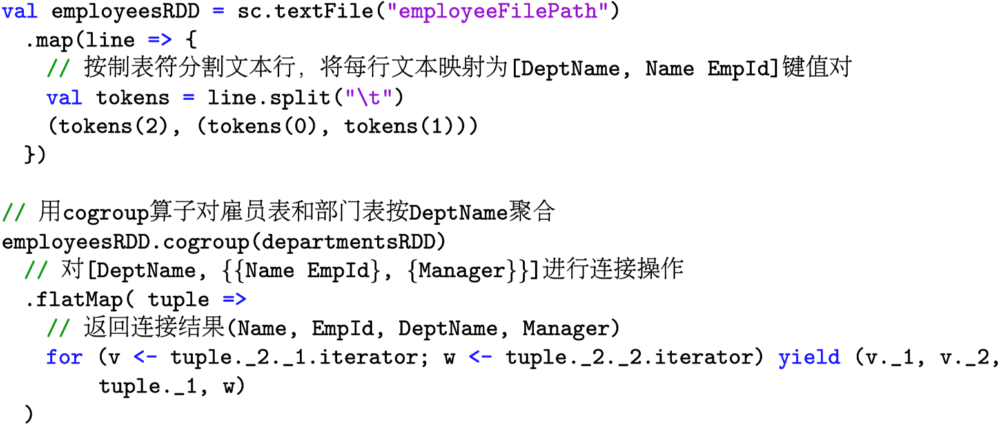 val employeesRDD = sc.textFile("employeeFilePath")
  .map(line => {
    // 按制表符分割文本行，将每行文本映射为[DeptName, Name EmpId]键值对
    val tokens = line.split("\t")
    (tokens(2), (tokens(0), tokens(1)))
  })

// 用cogroup算子对雇员表和部门表按DeptName聚合
employeesRDD.cogroup(departmentsRDD)
  // 对[DeptName, {{Name EmpId}, {Manager}}]进行连接操作
  .flatMap( tuple =>
    // 返回连接结果(Name, EmpId, DeptName, Manager)
    for (v <- tuple._2._1.iterator; w <- tuple._2._2.iterator) yield (v._1, v._2,
        tuple._1, w)
  )